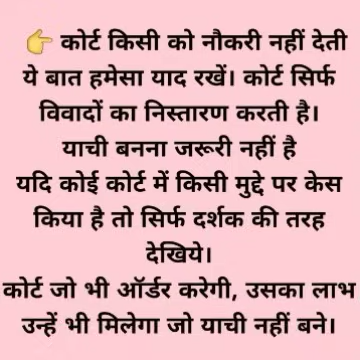 👉 कोर्ट किसी को नौकरी नहीं देती
ये बात हमेसा याद रखें। कोर्ट सिर्फ
विवादों का निस्तारण करती है।
याची बनना जरूरी नहीं है
यदि कोई कोर्ट में किसी मुद्दे पर केस
किया है तो सिर्फ दर्शक की तरह
देखिये।
कोर्ट जो भी ऑर्डर करेगी, उसका लाभ
उन्हें भी मिलेगा जो याची नहीं बने।